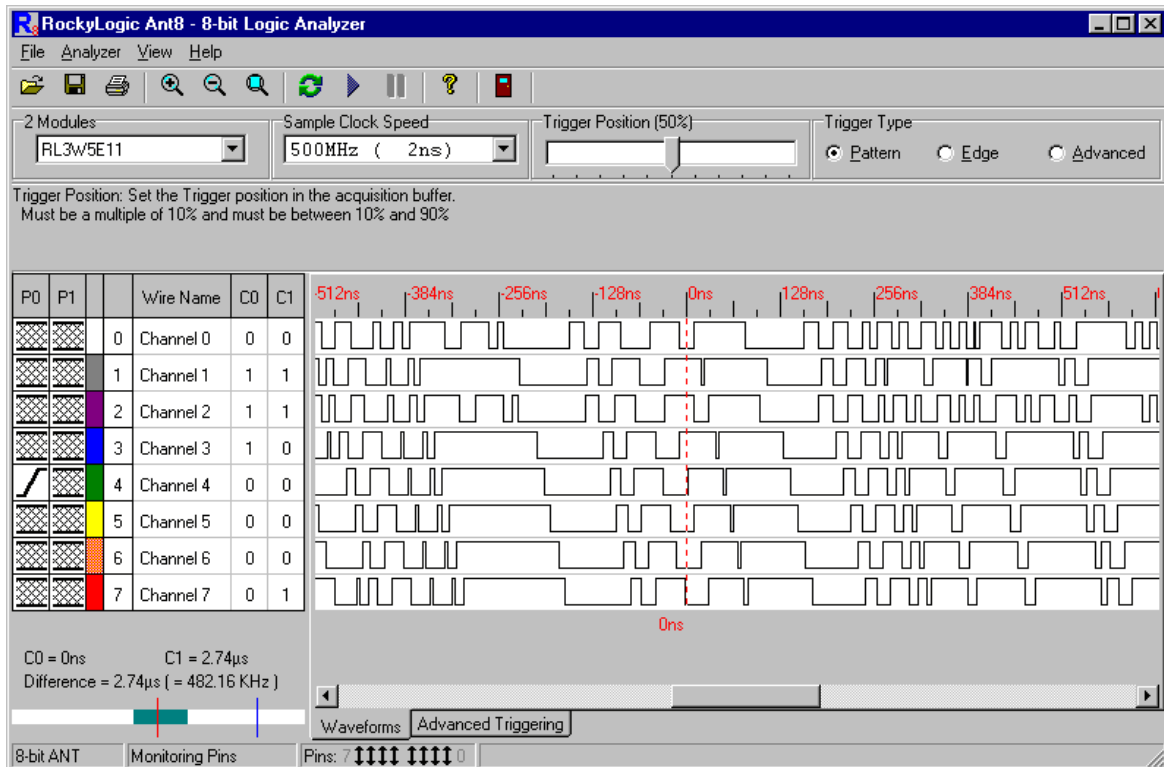 RockyLogic Ant8 - 8-bit Logic Analyzer
File Analyzer View Help
2 Modules
RL3W5E11
Sample Clock Speed
500MHz ( 2ns)
Trigger Position (50%)
Trigger Type
Pattern Edge Advanced
Trigger Position: Set the Trigger position in the acquisition buffer.
Must be a multiple of 10% and must be between 10% and 90%
P0 P1 Wire Name C0 C1
-512ns -384ns -256ns -128ns 0ns 128ns 256ns 384ns 512ns
0 Channel 0 0 0
1 Channel 1 1 1
2 Channel 2 1 1
3 Channel 3 1 0
4 Channel 4 0 0
5 Channel 5 0 0
6 Channel 6 0 0
7 Channel 7 0 1
0ns
C0 = 0ns C1 = 2.74µs
Difference = 2.74µs ( = 482.16 KHz )
Waveforms Advanced Triggering
8-bit ANT Monitoring Pins Pins: 7 0